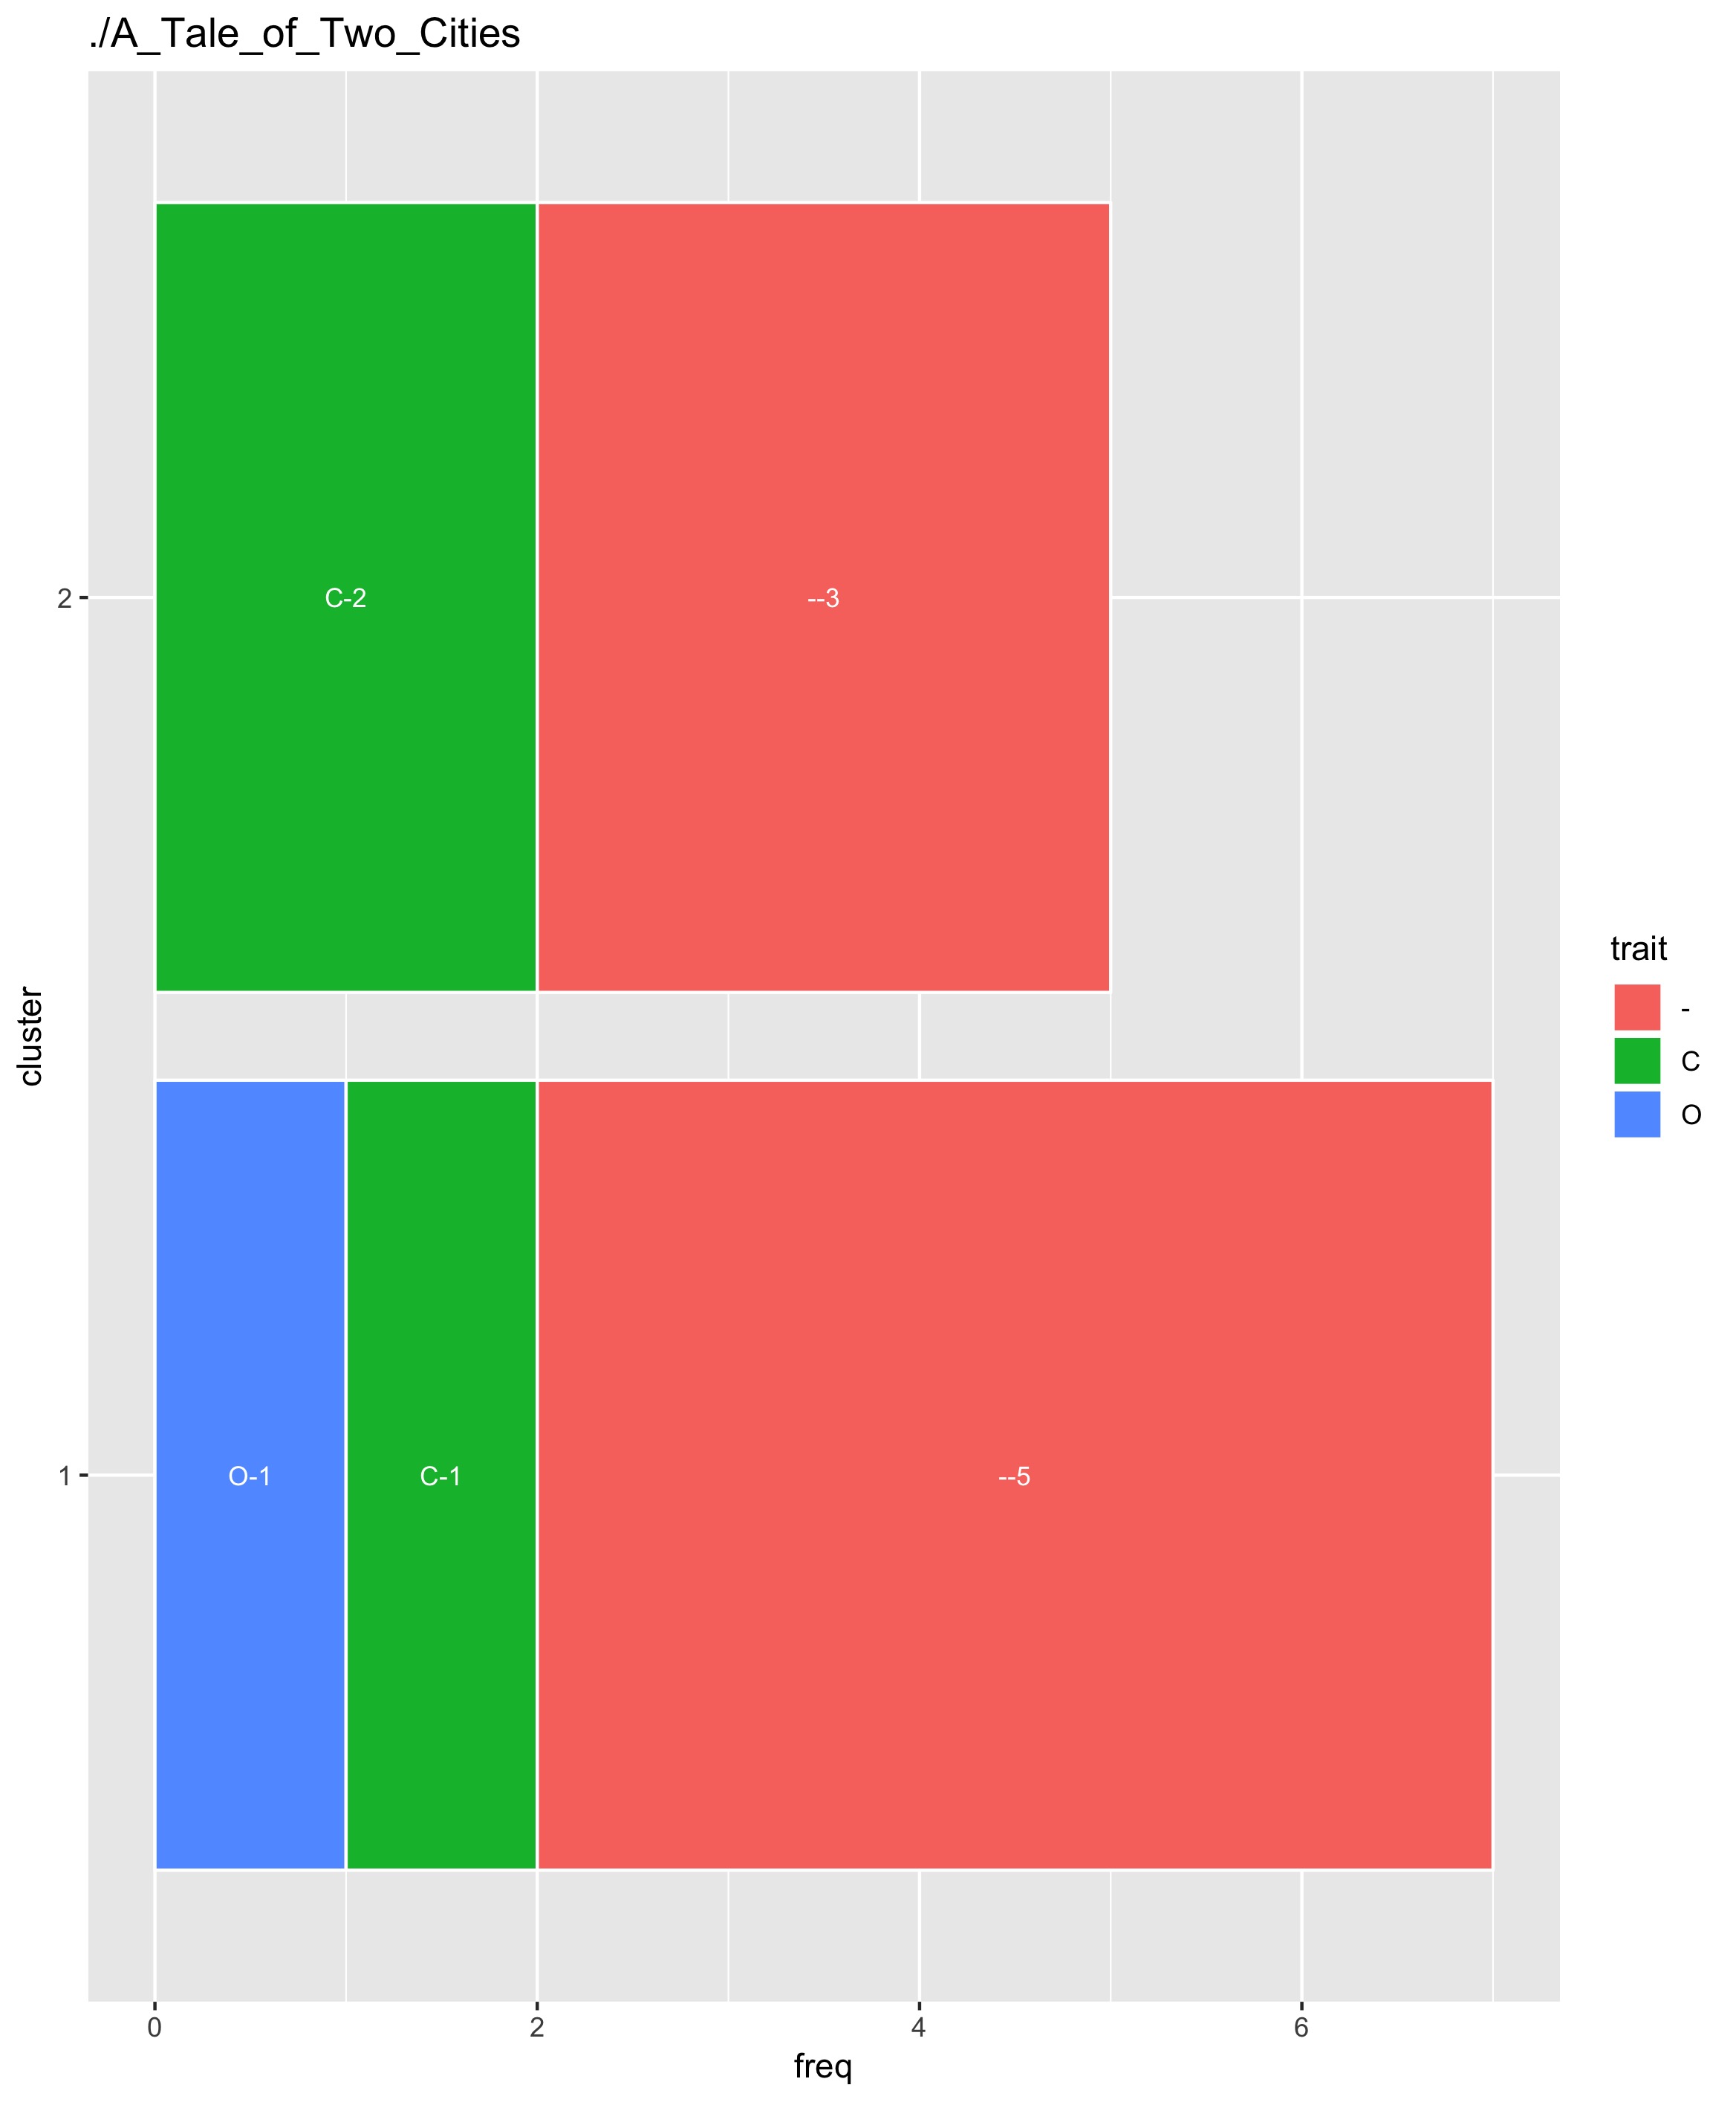 ./A_Tale_of_Two_Cities
2
C-2
--3
cluster
1
O-1
C-1
--5
0
2
4
6
freq
trait
-
C
O